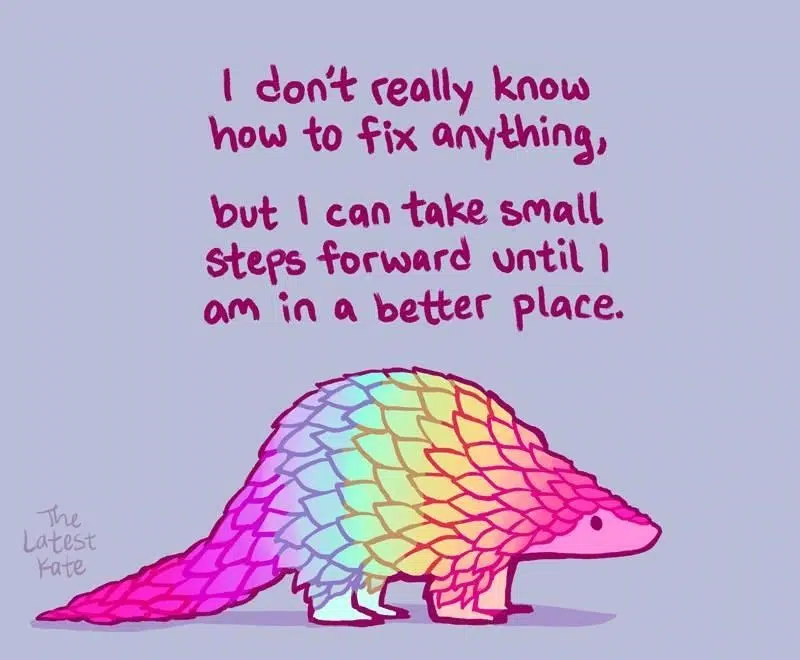 I don't really know
how to fix anything,
but I can take small
steps forward until I
am in a better place.
The
Latest
Kate